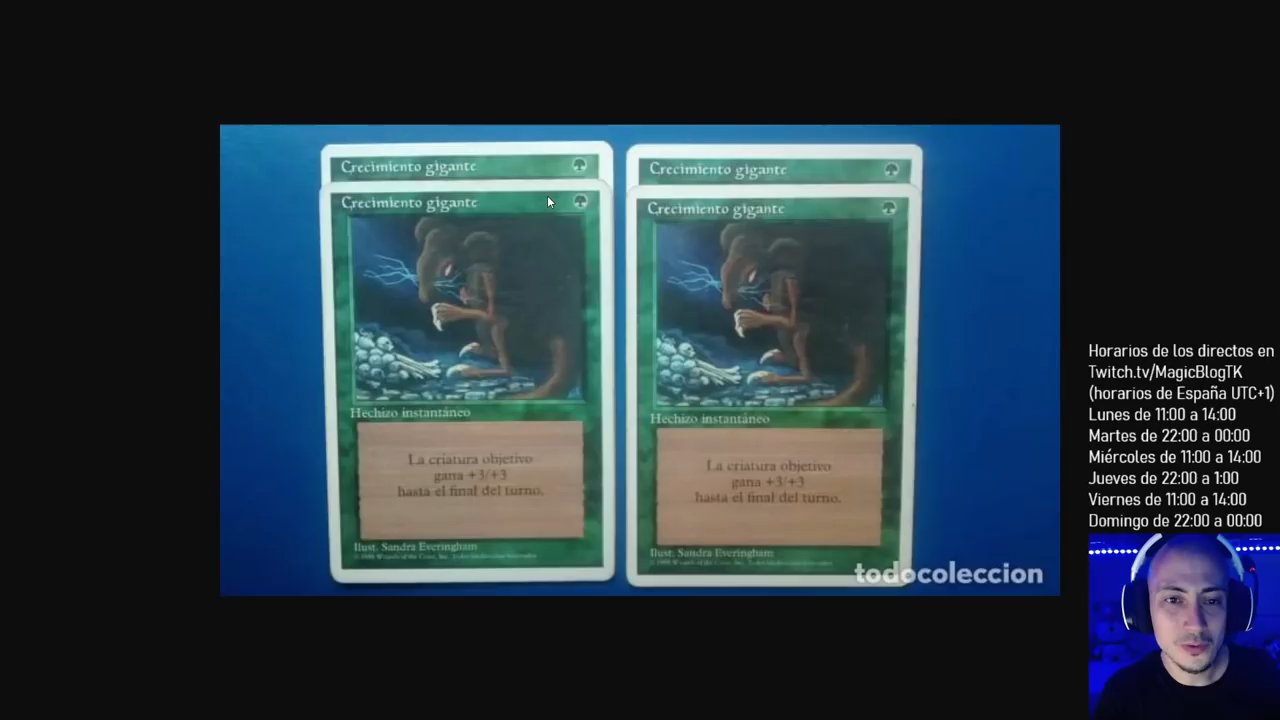 Crecimiento gigante
Crecimiento gigante
Hechizo instantáneo
La criatura objetivo
gana +3/+3
hasta el final del turno.
Illus. Sandra Everingham
Crecimiento gigante
Crecimiento gigante
Hechizo instantáneo
La criatura objetivo
gana +3/+3
hasta el final del turno.
Illus. Sandra Everingham
todocoleccion
Horarios de los directos en
Twitch.tv/MagicBlogTK
(horarios de España UTC+1)
Lunes de 11:00 a 14:00
Martes de 22:00 a 00:00
Miércoles de 11:00 a 14:00
Jueves de 22:00 a 1:00
Viernes de 11:00 a 14:00
Domingo de 22:00 a 00:00